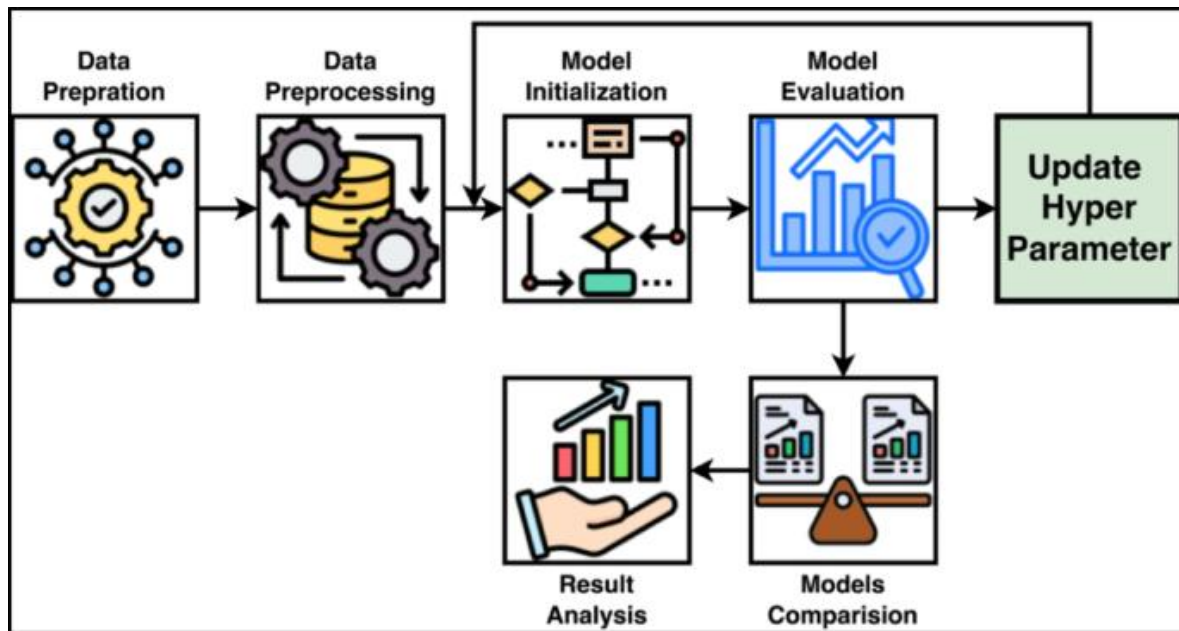 Data
Prepration
Data
Preprocessing
Model
Initialization
Model
Evaluation
Update
Hyper
Parameter
Result
Analysis
Models
Comparision